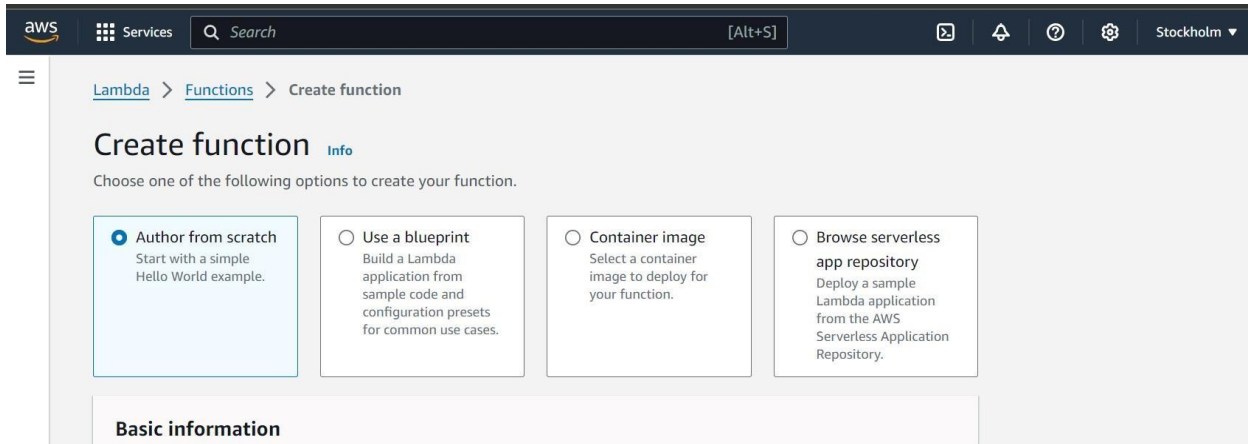 aws Services Search [Alt+S] Stockholm
Lambda > Functions > Create function
Create function Info
Choose one of the following options to create your function.
Author from scratch
Start with a simple
Hello World example.
Use a blueprint
Build a Lambda
application from
sample code and
configuration presets
for common use cases.
Container image
Select a container
image to deploy for
your function.
Browse serverless
app repository
Deploy a sample
Lambda application
from the AWS
Serverless Application
Repository.
Basic information